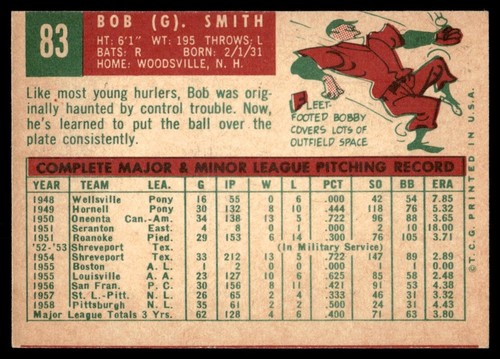 83
BOB (G). SMITH
HT: 6'1" WT: 195 THROWS: L
BATS: R BORN: 2/1/31
HOME: WOODSVILLE, N. H.
Like most young hurlers, Bob was orig-
inally haunted by control trouble. Now,
he's learned to put the ball over the
plate consistently.
FLEET-
FOOTED BOBBY
COVERS LOTS OF
OUTFIELD SPACE
COMPLETE MAJOR & MINOR LEAGUE PITCHING RECORD
YEAR TEAM LEA. G IP W L PCT SO BB ERA
1948 Wellsville Pony 16 55 0 6 .000 42 54 7.85
1949 Hornell Pony 30 132 8 10 .444 118 76 5.32
1950 Oneonta Can.-Am. 34 138 13 5 .722 96 88 3.65
1951 Scranton East. 4 8 0 0 .000 2 10 18.00
1951 Roanoke Pied. 29 153 6 14 .300 76 105 3.71
'52-'53 Shreveport Tex. (In Military Service)
1954 Shreveport Tex. 33 212 13 5 .722 147 89 2.89
1955 Boston A. L. 1 2 0 0 .000 1 1 0.00
1955 Louisville A. A. 23 127 10 6 .625 58 58 2.48
1956 San Fran. P. C. 30 158 9 11 .450 91 53 4.38
1957 St. L.-Pitt. N. L. 26 65 2 4 .333 52 31 3.46
1958 Pittsburgh N. L. 35 61 2 2 .500 24 31 4.43
Major League Totals 3 Yrs. 62 128 4 6 .400 71 63 3.80
© T. C. G. PRINTED IN U.S.A.